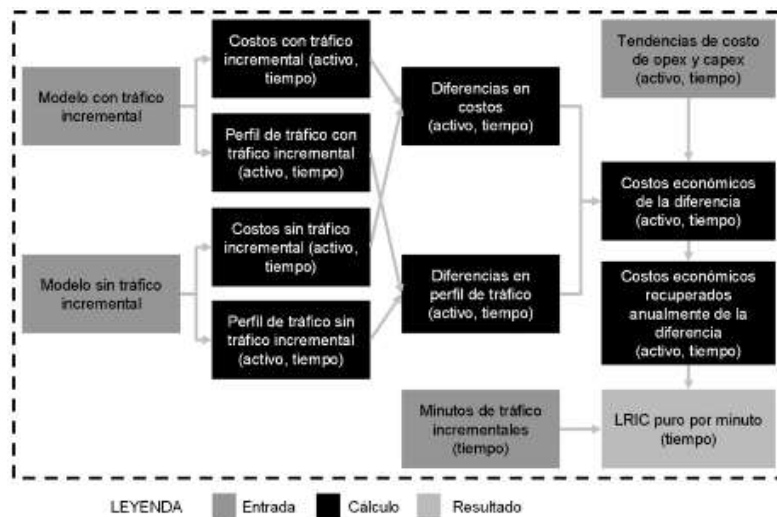 Modelo con tráfico
incremental
Costos con tráfico
incremental (activo,
tiempo)
Perfil de tráfico con
tráfico incremental
(activo, tiempo)
Modelo sin tráfico
incremental
Costos sin tráfico
incremental (activo,
tiempo)
Perfil de tráfico sin
tráfico incremental
(activo, tiempo)
Diferencias en
costos
(activo, tiempo)
Diferencias en
perfil de tráfico
(activo, tiempo)
Tendencias de costo
de opex y capex
(activo, tiempo)
Costos económicos
de la diferencia
(activo, tiempo)
Costos económicos
recuperados
anualmente de la
diferencia
(activo, tiempo)
Minutos de tráfico
incrementales
(tiempo)
LRIC puro por minuto
(tiempo)
LEYENDA Entrada Cálculo Resultado